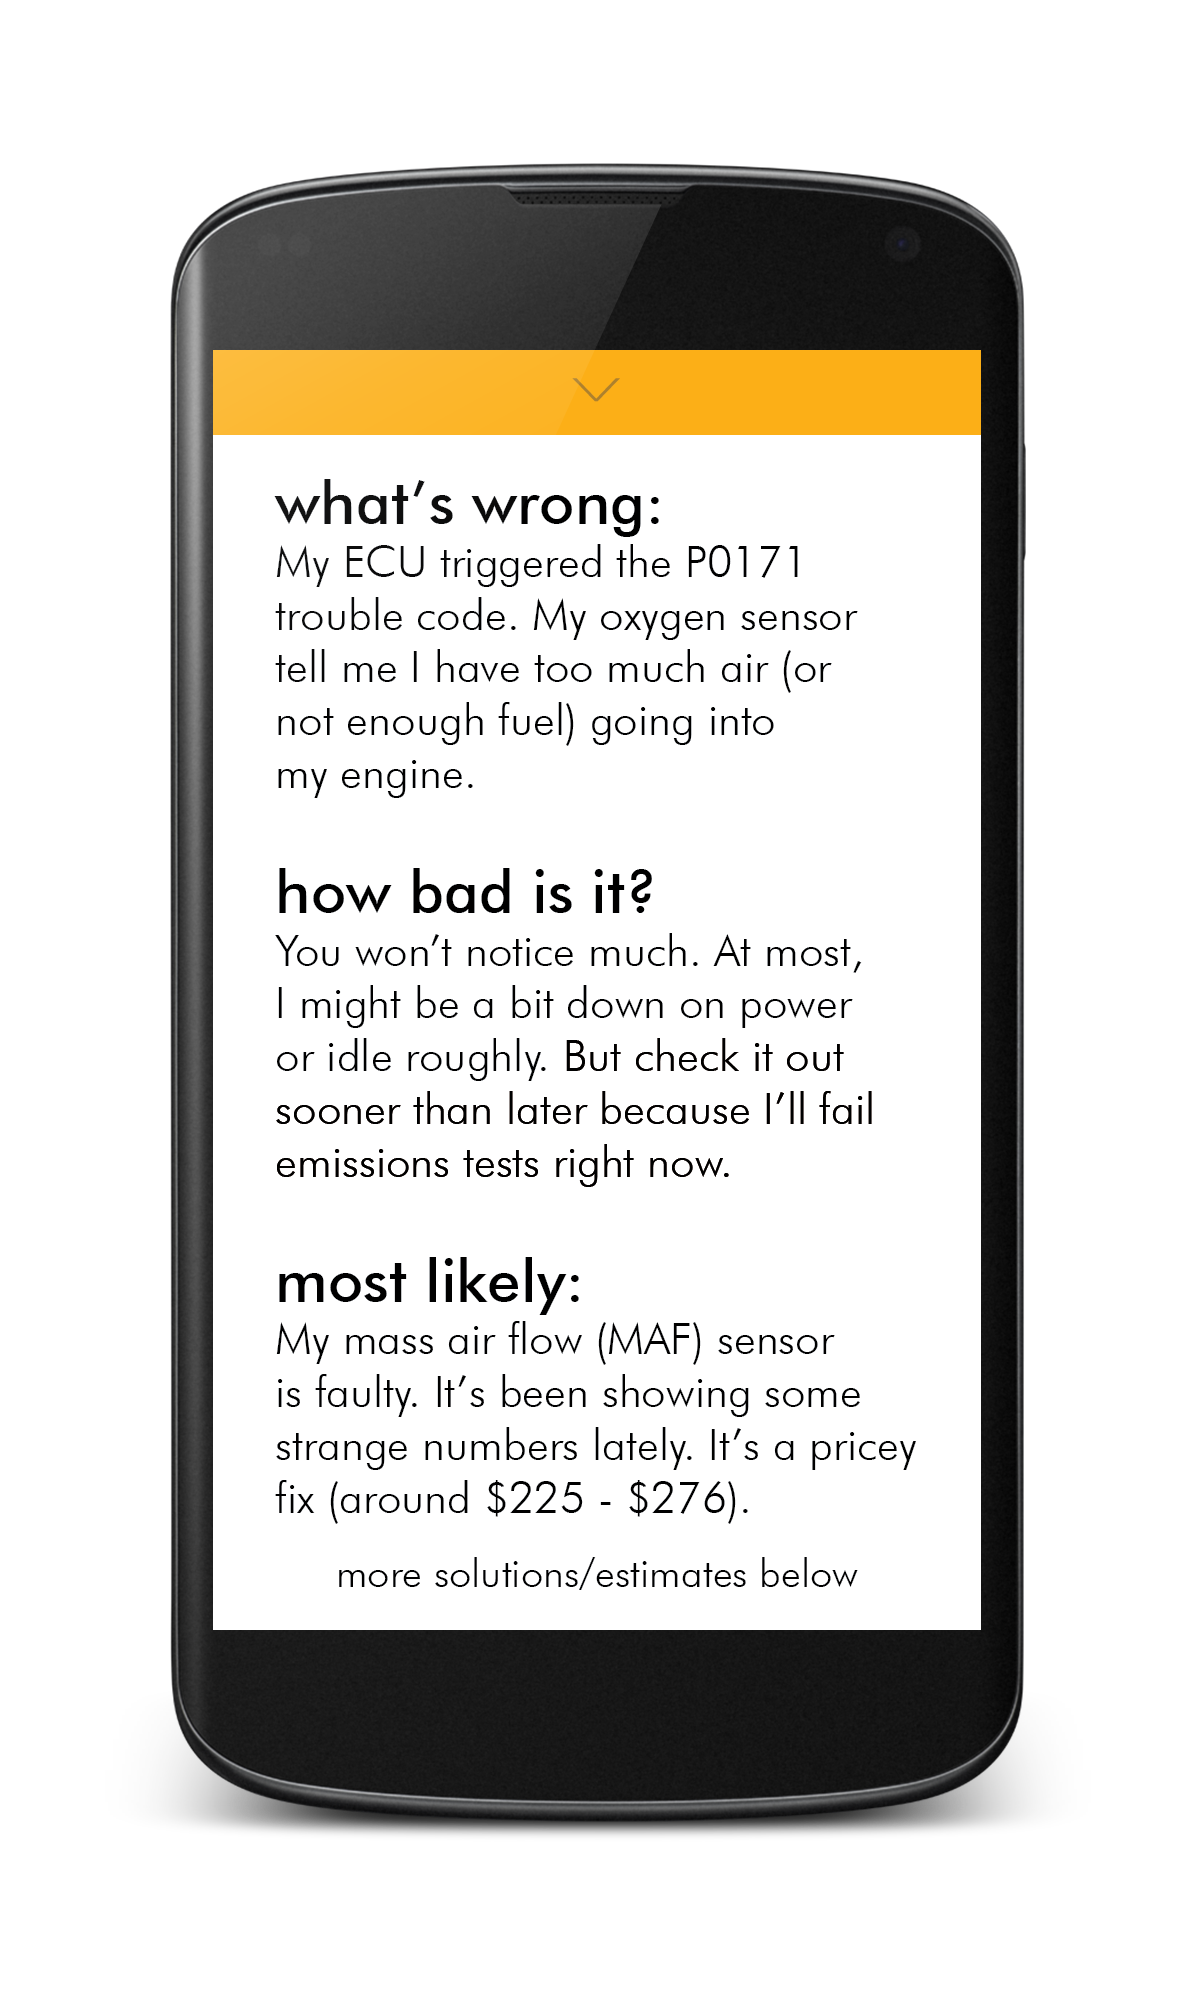 what’s wrong:
My ECU triggered the P0171
trouble code. My oxygen sensor
tell me I have too much air (or
not enough fuel) going into
my engine.
how bad is it?
You won’t notice much. At most,
I might be a bit down on power
or idle roughly. But check it out
sooner than later because I’ll fail
emissions tests right now.
most likely:
My mass air flow (MAF) sensor
is faulty. It’s been showing some
strange numbers lately. It’s a pricey
fix (around $225 - $276).
more solutions/estimates below